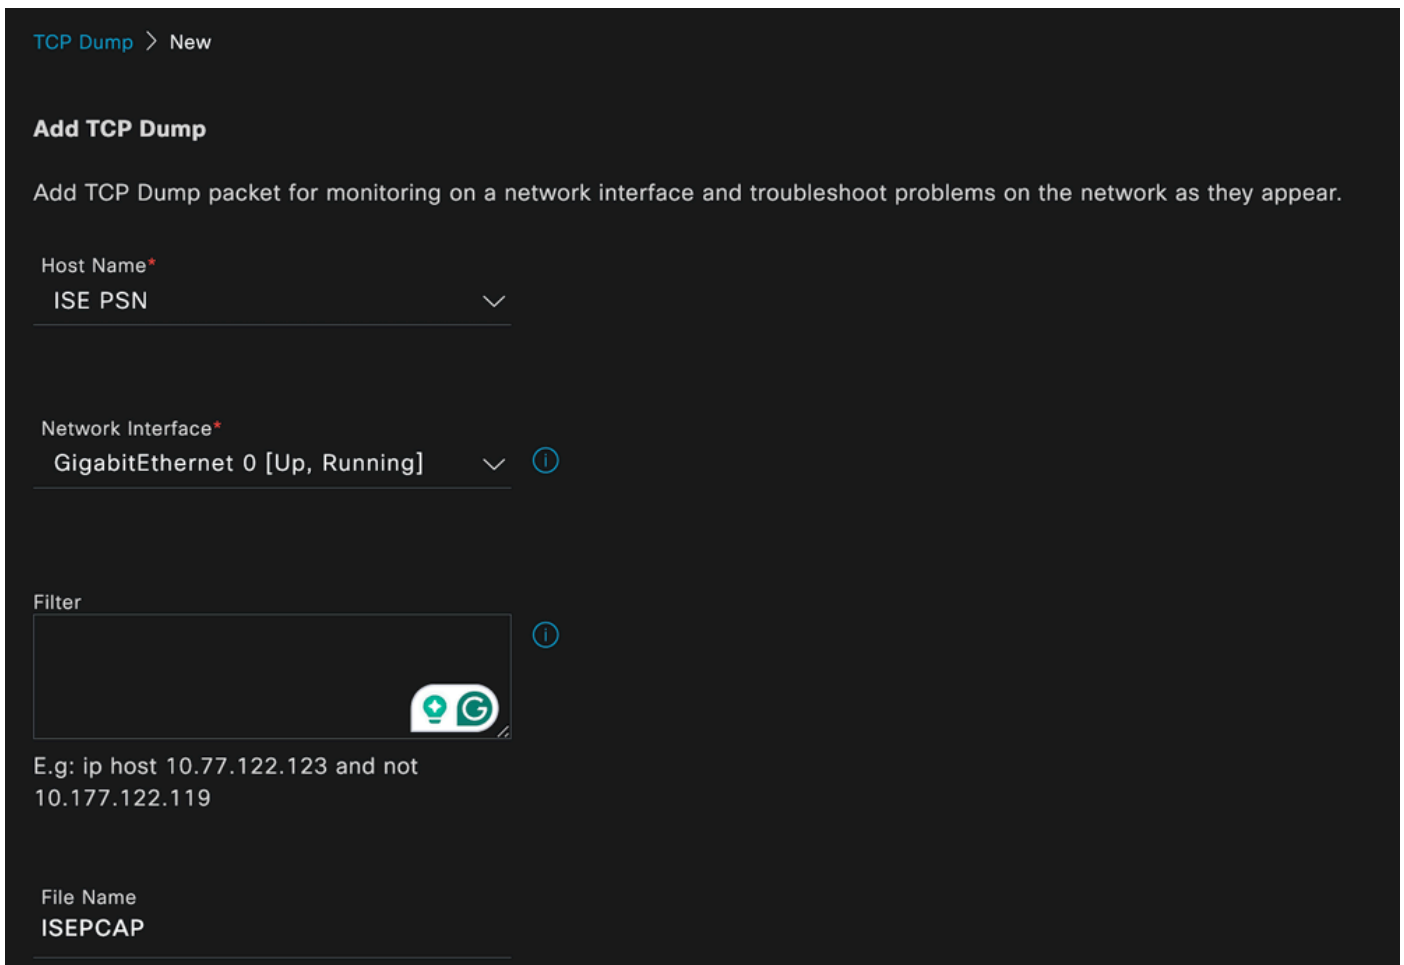 TCP Dump > New
Add TCP Dump
Add TCP Dump packet for monitoring on a network interface and troubleshoot problems on the network as they appear.
Host Name*
ISE PSN
Network Interface*
GigabitEthernet 0 [Up, Running]
Filter
E.g: ip host 10.77.122.123 and not
10.177.122.119
File Name
ISEPCAP